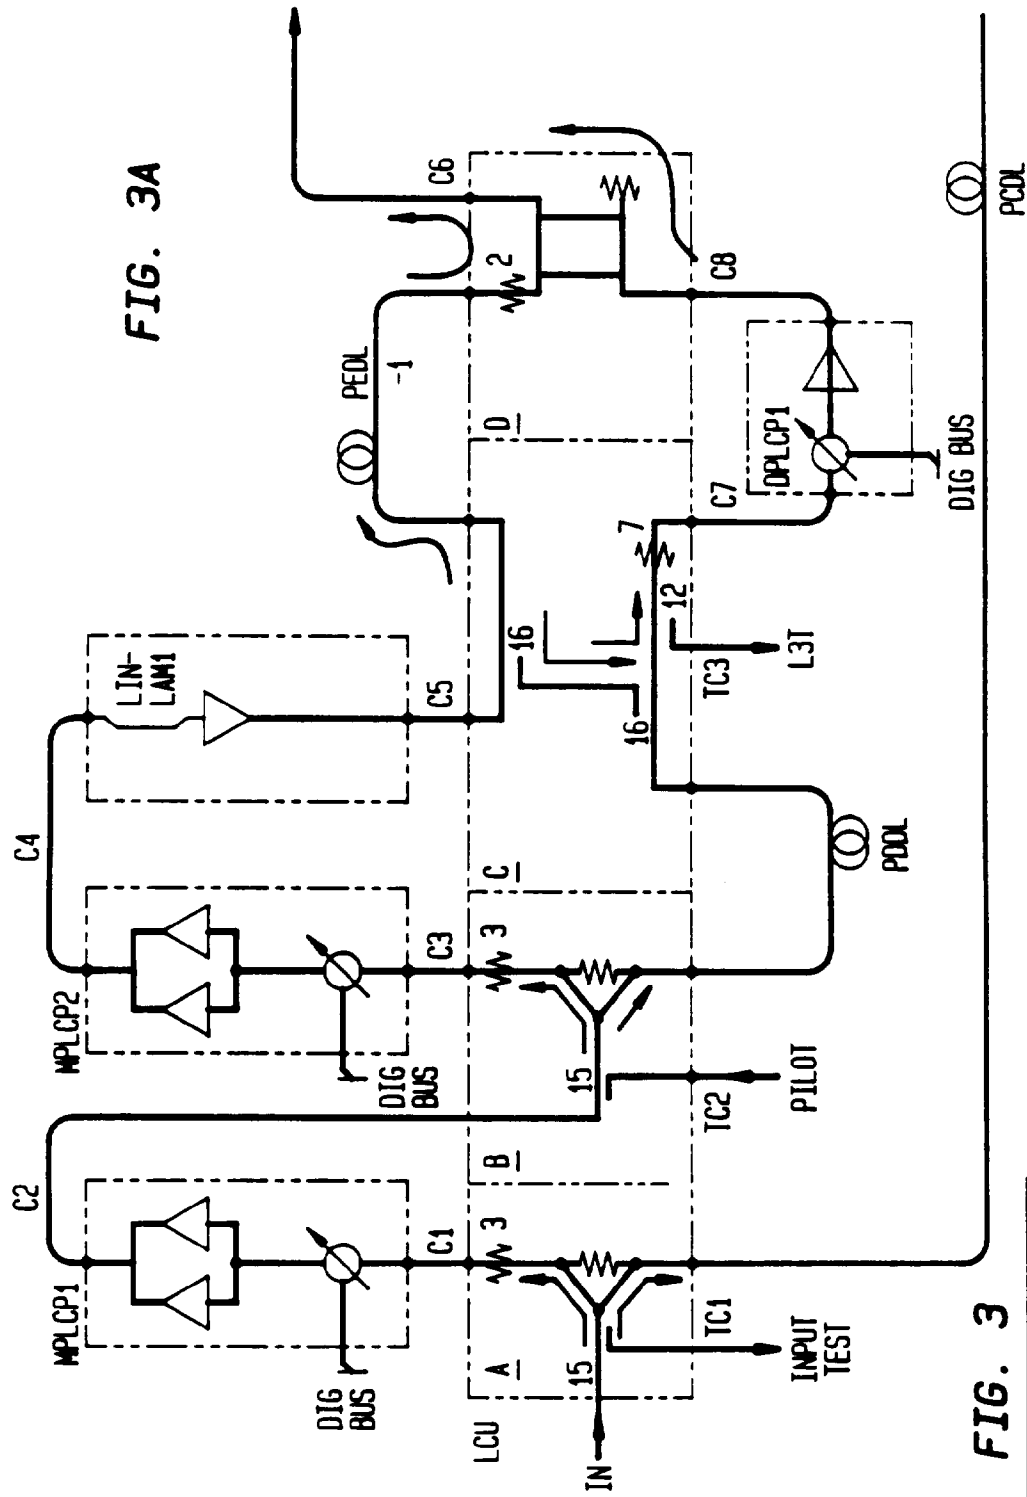 FIG. 3A
C4
C2
MPLCP2
MPLCP1
LIN-
LAM1
DIG
BUS
DIG
BUS
C1
C3
C5
PEDL
-1
C6
LCU
A
3
B
3
C
D
2
IN
15
15
16
16
7
12
TC1
INPUT
TEST
TC2
PILOT
TC3
L3T
C7
C8
DPLCP1
DIG BUS
PDDL
PCDL
FIG. 3